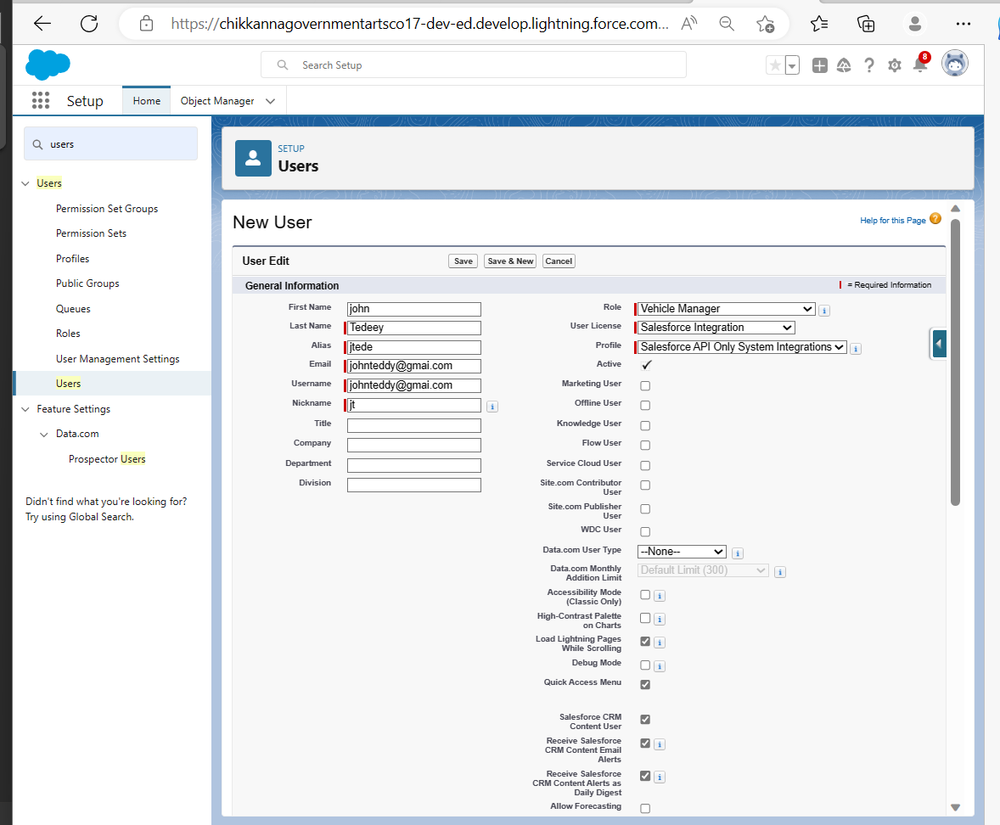 https://chikkannagovernmentartsco17-dev-ed.develop.lightning.force.com...
Search Setup
8
Setup
Home
Object Manager
users
Users
Permission Set Groups
Permission Sets
Profiles
Public Groups
Queues
Roles
User Management Settings
Users
Feature Settings
Data.com
Prospector Users
Didn't find what you're looking for?
Try using Global Search.
SETUP
Users
New User
Help for this Page
User Edit
Save
Save & New
Cancel
General Information
= Required Information
First Name john
Last Name Tedeey
Alias jtede
Email johnteddy@gmai.com
Username johnteddy@gmai.com
Nickname jt
Title
Company
Department
Division
Role Vehicle Manager
User License Salesforce Integration
Profile Salesforce API Only System Integrations
Active
Marketing User
Offline User
Knowledge User
Flow User
Service Cloud User
Site.com Contributor
User
Site.com Publisher
User
WDC User
Data.com User Type --None--
Data.com Monthly
Addition Limit
Default Limit (300)
Accessibility Mode
(Classic Only)
High-Contrast Palette
on Charts
Load Lightning Pages
While Scrolling
Debug Mode
Quick Access Menu
Salesforce CRM
Content User
Receive Salesforce
CRM Content Email
Alerts
Receive Salesforce
CRM Content Alerts as
Daily Digest
Allow Forecasting